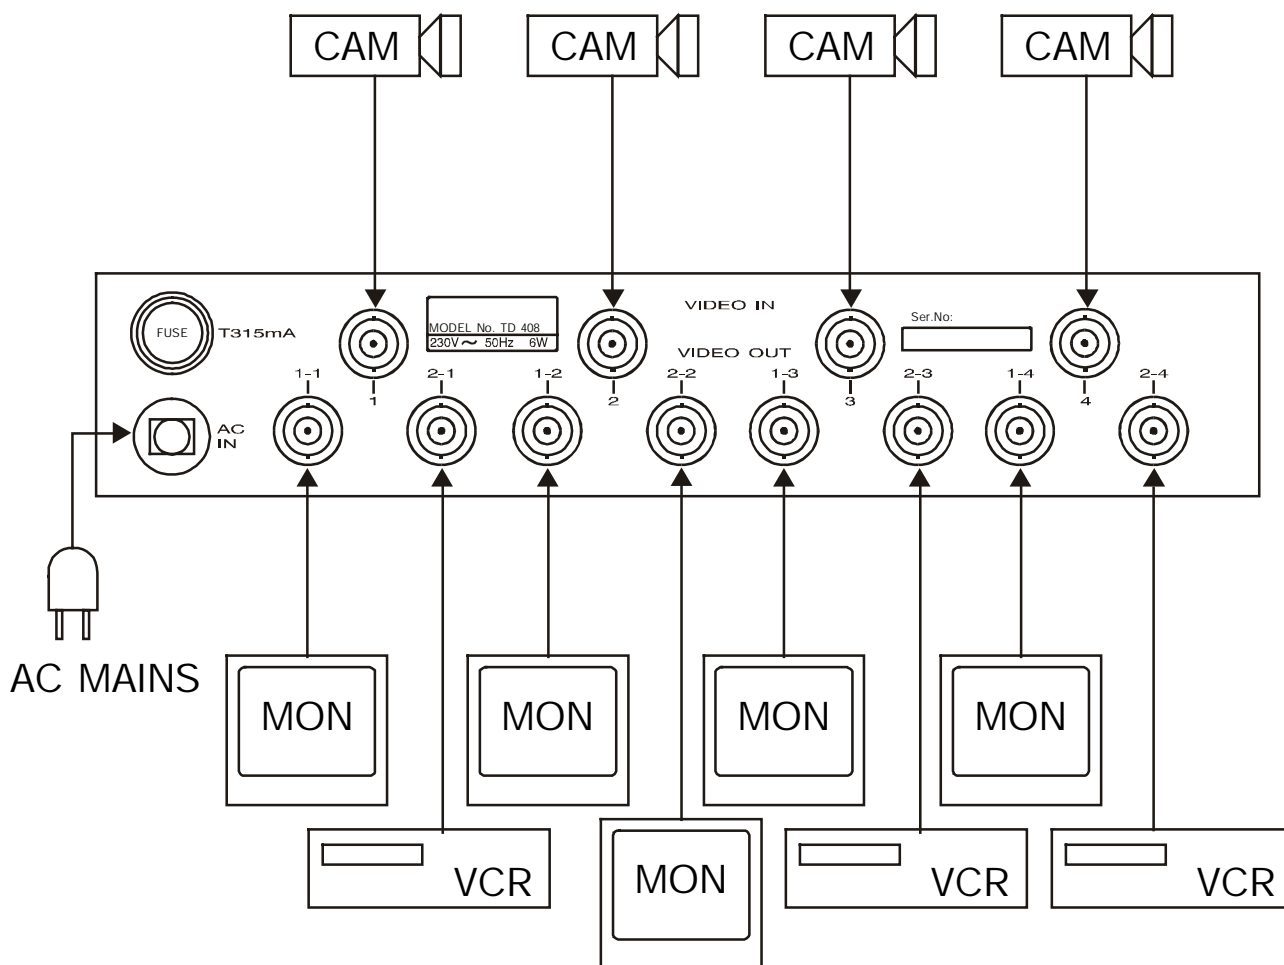 CAM CAM CAM CAM
FUSE T315mA
MODEL No. TD 408
230V~ 50Hz 6W
VIDEO IN
Ser.No:
VIDEO OUT
1-1 2-1 1-2 2-2 1-3 2-3 1-4 2-4
1 2 3 4
AC
IN
AC MAINS
MON MON MON MON
VCR MON VCR VCR